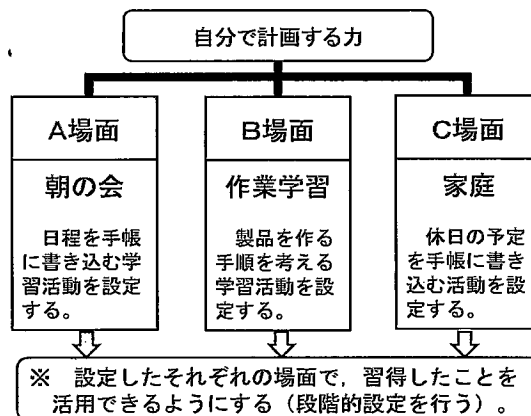 自分で計画する力
A場面
朝の会
日程を手帳
に書き込む学
習活動を設定
する。
B場面
作業学習
製品を作る
手順を考える
学習活動を設
定する。
C場面
家庭
休日の予定
を手帳に書き
込む活動を設
定する。
※　設定したそれぞれの場面で，習得したことを
活用できるようにする（段階的設定を行う）。